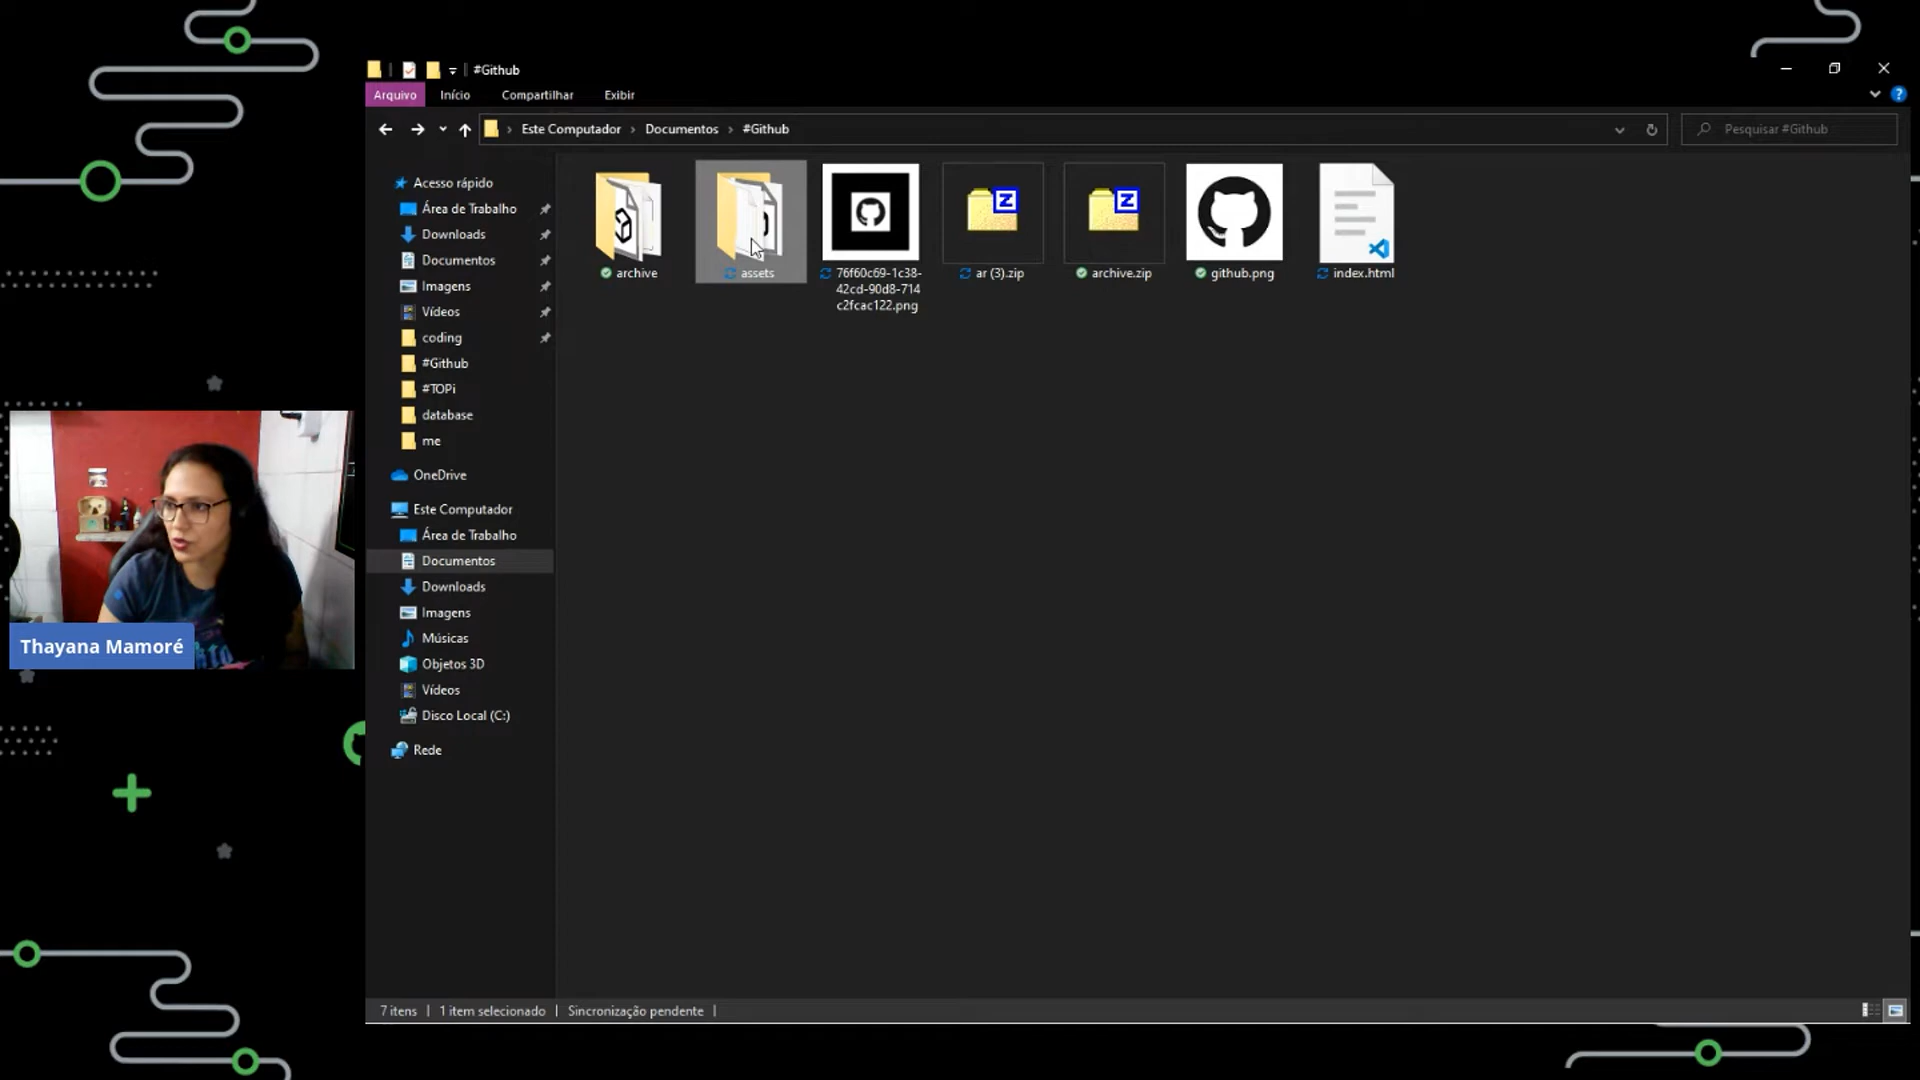 #Github
Arquivo Início Compartilhar Exibir
Este Computador > Documentos > #Github
Pesquisar #Github
Acesso rápido
Área de Trabalho
Downloads
Documentos
Imagens
Vídeos
coding
#Github
#TOPi
database
me
OneDrive
Este Computador
Área de Trabalho
Documentos
Downloads
Imagens
Músicas
Objetos 3D
Vídeos
Disco Local (C:)
Rede
archive
assets
76f60c69-1c38-
42cd-90d8-714
c2fcac122.png
ar (3).zip
archive.zip
github.png
index.html
Thayana Mamoré
7 itens | 1 item selecionado | Sincronização pendente |